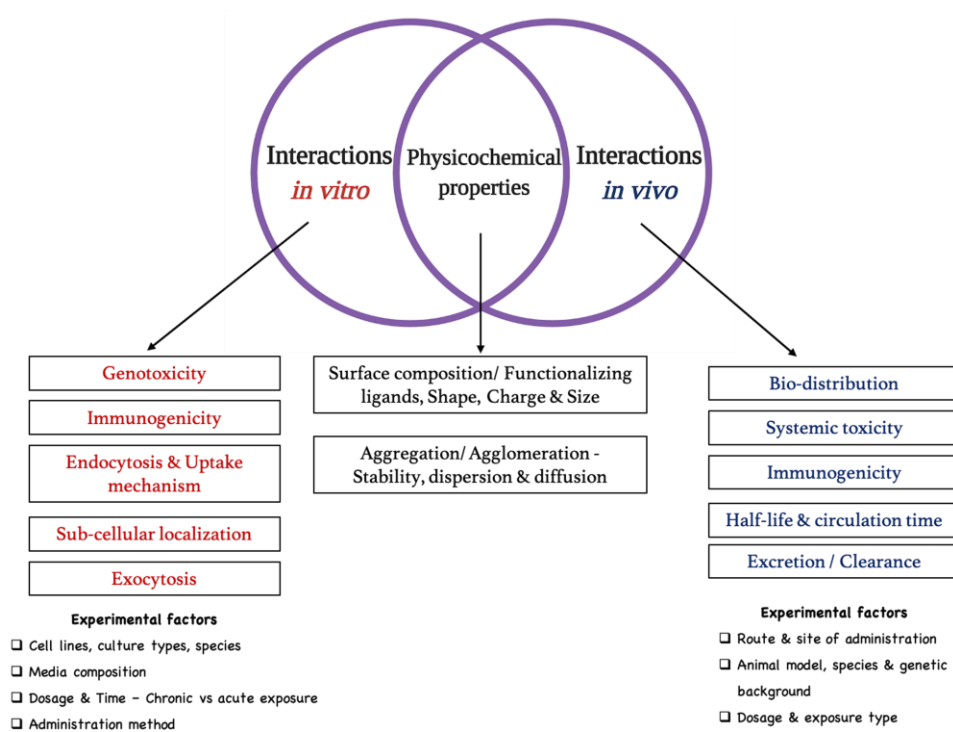 Interactions
in vitro
Physicochemical
properties
Interactions
in vivo
Genotoxicity
Immunogenicity
Endocytosis & Uptake
mechanism
Sub-cellular localization
Exocytosis
Experimental factors
❑ Cell lines, culture types, species
❑ Media composition
❑ Dosage & Time – Chronic vs acute exposure
❑ Administration method
Surface composition/ Functionalizing
ligands, Shape, Charge & Size
Aggregation/ Agglomeration -
Stability, dispersion & diffusion
Bio-distribution
Systemic toxicity
Immunogenicity
Half-life & circulation time
Excretion / Clearance
Experimental factors
❑ Route & site of administration
❑ Animal model, species & genetic
background
❑ Dosage & exposure type